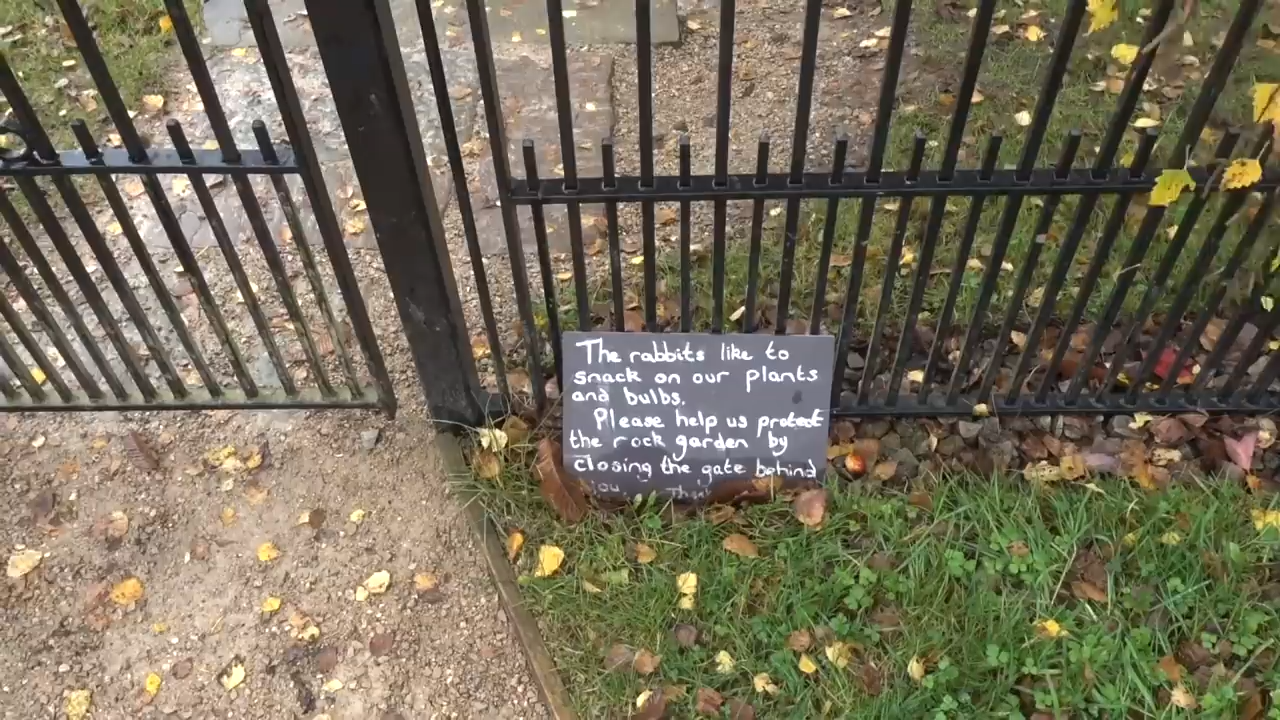 The rabbits like to
snack on our plants
and bulbs.
Please help us protect
the rock garden by
closing the gate behind
you.